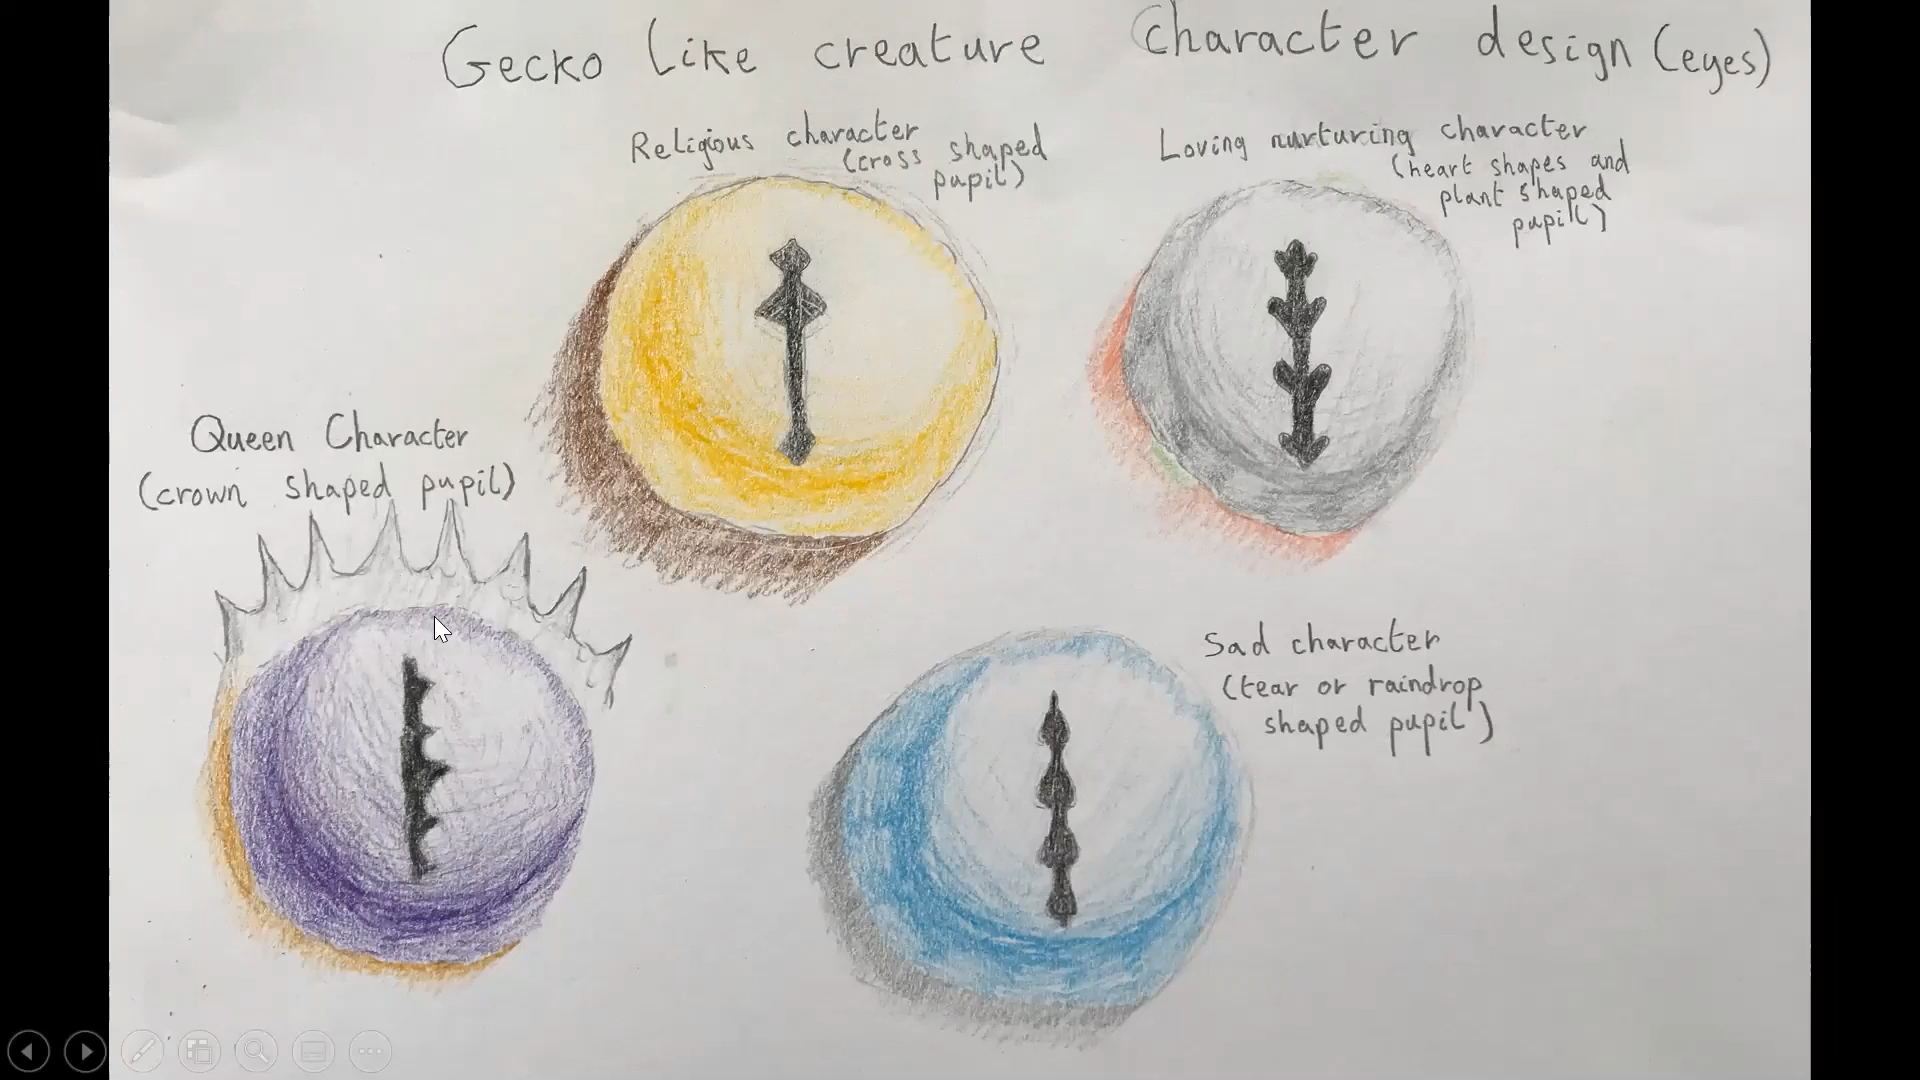 Gecko like creature character design (eyes)
Religious character
(cross shaped
pupil)
Loving nurturing character
(heart shapes and
plant shaped
pupil)
Queen Character
(crown shaped pupil)
Sad character
(tear or raindrop
shaped pupil)